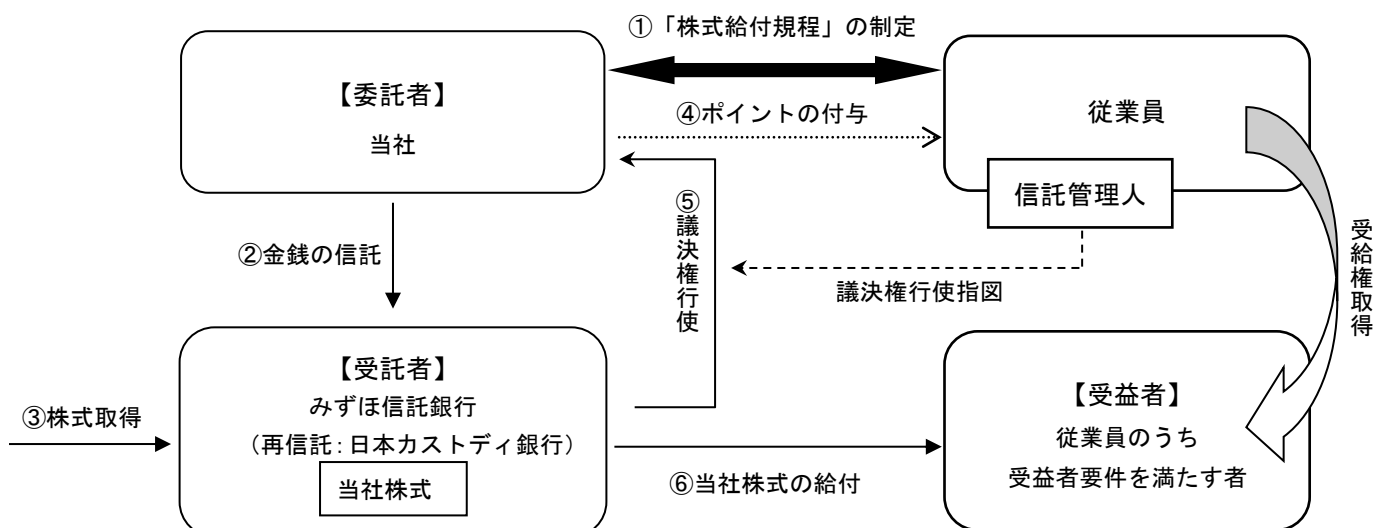 ①「株式給付規程」の制定
【委託者】
当社
④ポイントの付与
従業員
信託管理人
②金銭の信託
⑤議決権行使
議決権行使指図
受給権取得
③株式取得
【受託者】
みずほ信託銀行
（再信託：日本カストディ銀行）
当社株式
⑥当社株式の給付
【受益者】
従業員のうち
受益者要件を満たす者